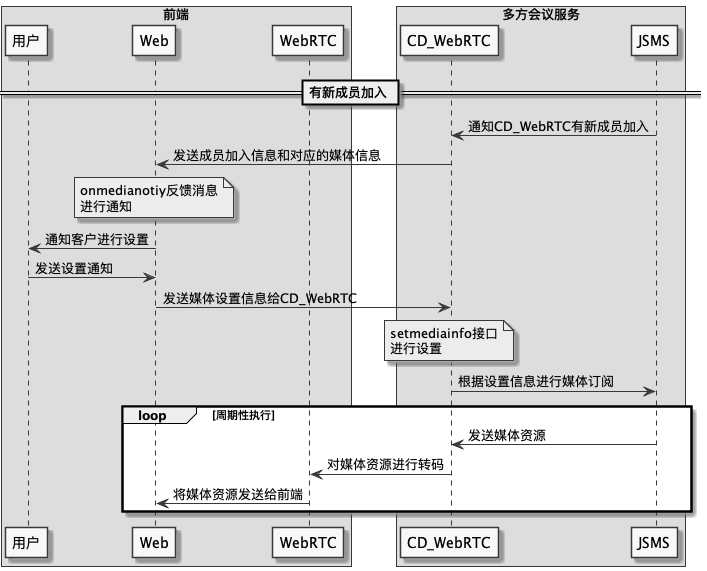 前端
多方会议服务
用户
Web
WebRTC
CD_WebRTC
JSMS
有新成员加入
通知CD_WebRTC有新成员加入
发送成员加入信息和对应的媒体信息
onmedianotiy反馈消息
进行通知
通知客户进行设置
发送设置通知
发送媒体设置信息给CD_WebRTC
setmediainfo接口
进行设置
根据设置信息进行媒体订阅
loop
[周期性执行]
发送媒体资源
对媒体资源进行转码
将媒体资源发送给前端
用户
Web
WebRTC
CD_WebRTC
JSMS